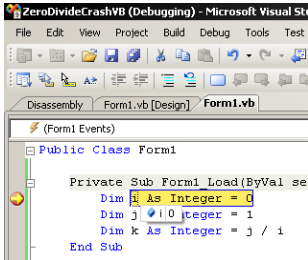 ZeroDivideCrashVB (Debugging) - Microsoft Visual Stu
File Edit View Project Build Debug Tools Test
Disassembly Form1.vb [Design] Form1.vb
(Form1 Events)
Public Class Form1
Private Sub Form1_Load(ByVal se
Dim i As Integer = 0
Dim j teger = 1
i 0
Dim k As Integer = j / i
End Sub